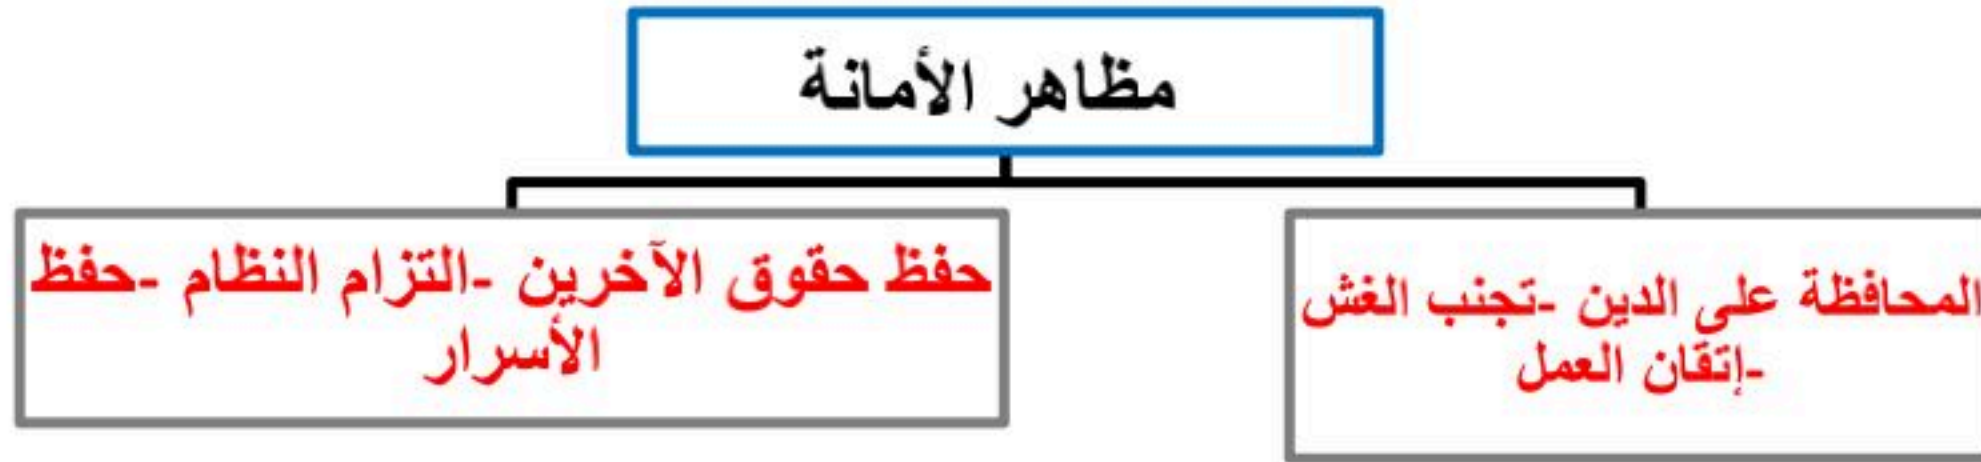 مظاهر الأمانة
المحافظة على الدين -تجنب الغش
-إتقان العمل
حفظ حقوق الآخرين -التزام النظام -حفظ
الأسرار